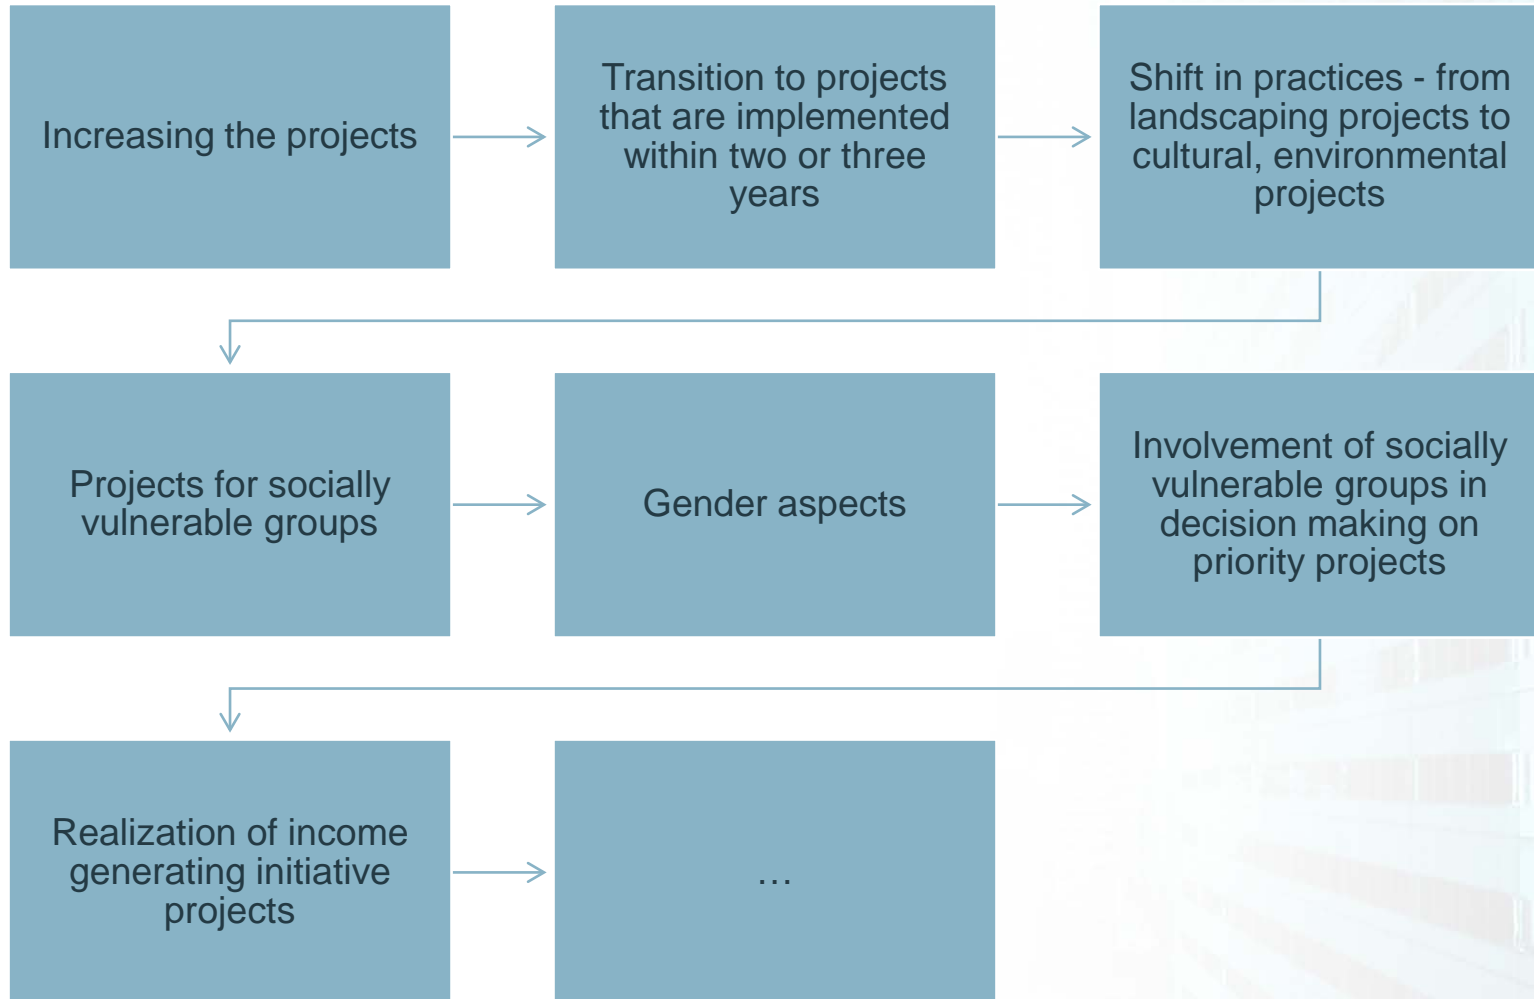 Increasing the projects
Transition to projects
that are implemented
within two or three
years
Shift in practices - from
landscaping projects to
cultural, environmental
projects
Projects for socially
vulnerable groups
Gender aspects
Involvement of socially
vulnerable groups in
decision making on
priority projects
Realization of income
generating initiative
projects
…